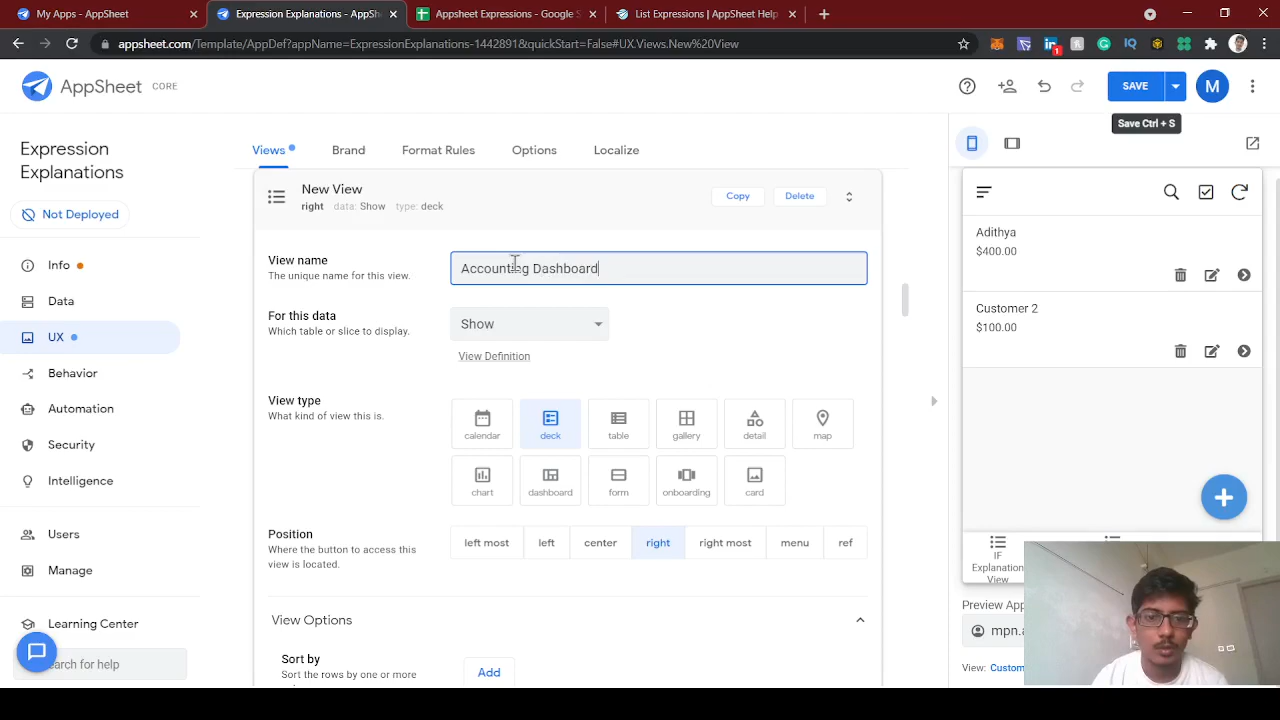 My Apps - AppSheet
Expression Explanations - AppSh
Appsheet Expressions - Google S
List Expressions | AppSheet Help
appsheet.com/Template/AppDef?appName=ExpressionExplanations-1442891&quickStart=False#UX.Views.New%20View
AppSheet CORE
SAVE
M
Save Ctrl + S
Expression Explanations
Not Deployed
Info
Data
UX
Behavior
Automation
Security
Intelligence
Users
Manage
Learning Center
earch for help
Views
Brand
Format Rules
Options
Localize
New View
right data: Show type: deck
Copy
Delete
View name
The unique name for this view.
Accounting Dashboard
For this data
Which table or slice to display.
Show
View Definition
View type
What kind of view this is.
calendar
deck
table
gallery
detail
map
chart
dashboard
form
onboarding
card
Position
Where the button to access this
view is located.
left most
left
center
right
right most
menu
ref
View Options
Sort by
Sort the rows by one or more
Add
Adithya
$400.00
Customer 2
$100.00
IF
Explanation
View
Preview App
mpn.a
View: Custom